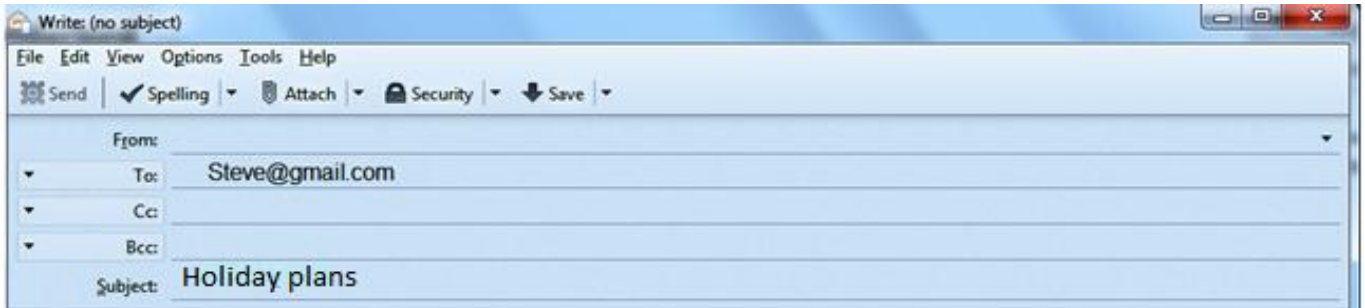 Write: (no subject)
File Edit View Options Tools Help
Send Spelling Attach Security Save
From:
To: Steve@gmail.com
Cc:
Bcc:
Subject: Holiday plans